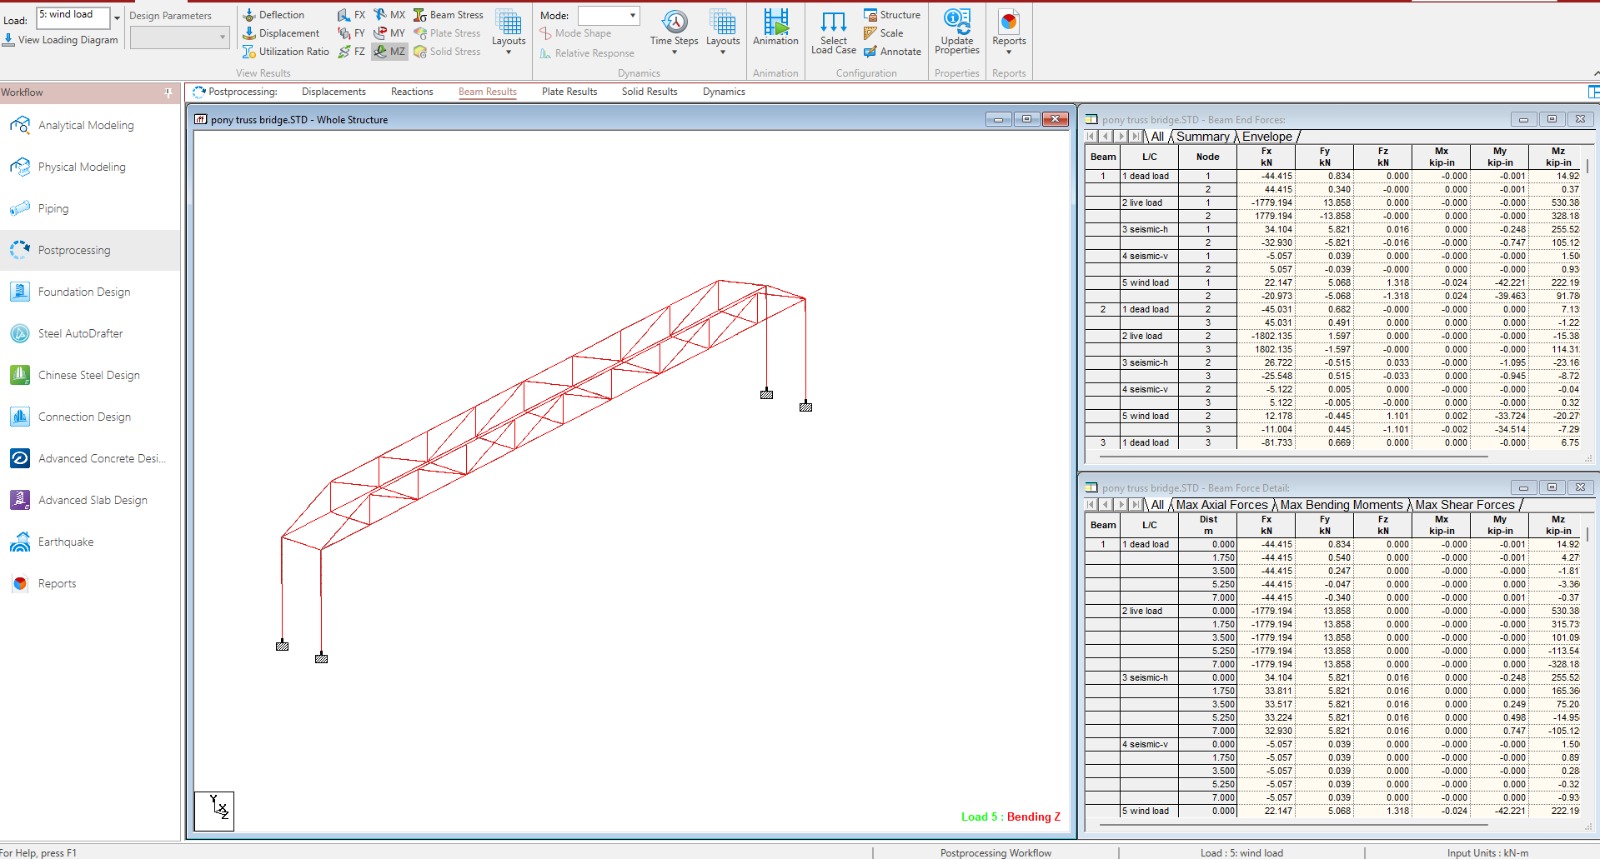 Load: 5: wind load
View Loading Diagram
Design Parameters
Deflection
Displacement
Utilization Ratio
FX MX Beam Stress
FY MY Plate Stress
FZ MZ Solid Stress
View Results
Layouts
Mode:
Mode Shape
Relative Response
Time Steps
Layouts
Dynamics
Animation
Animation
Select Load Case
Structure
Scale
Annotate
Configuration
Update Properties
Properties
Reports
Reports
Workflow
Analytical Modeling
Physical Modeling
Piping
Postprocessing
Foundation Design
Steel AutoDrafter
Chinese Steel Design
Connection Design
Advanced Concrete Desi...
Advanced Slab Design
Earthquake
Reports
Postprocessing: Displacements Reactions Beam Results Plate Results Solid Results Dynamics
pony truss bridge.STD - Whole Structure
Y X Z
Load 5 : Bending Z
pony truss bridge.STD - Beam End Forces:
All Summary Envelope
Beam L/C Node Fx kN Fy kN Fz kN Mx kip-in My kip-in Mz kip-in
1 1 dead load 1 -44.415 0.834 0.000 -0.000 -0.001 14.92
2 44.415 0.340 -0.000 -0.000 -0.001 0.37
2 live load 1 -1779.194 13.858 -0.000 -0.000 0.000 530.38
2 1779.194 -13.858 -0.000 0.000 0.000 328.18
3 seismic-h 1 34.104 5.821 0.016 -0.000 -0.248 255.52
2 -32.930 -5.821 -0.016 -0.000 -0.747 105.12
4 seismic-v 1 -5.057 0.039 0.000 -0.000 -0.000 1.50
2 5.057 -0.039 -0.000 0.000 -0.000 0.93
5 wind load 1 22.147 5.068 1.318 -0.024 -42.221 222.19
2 -20.973 -5.068 -1.318 0.024 -39.463 91.78
2 1 dead load 2 -45.031 0.682 -0.000 -0.000 0.000 7.13
3 45.031 0.491 -0.000 0.000 0.000 -1.22
2 live load 2 -1802.135 1.597 -0.000 -0.000 0.000 -15.38
3 1802.135 -1.597 -0.000 0.000 0.000 114.31
3 seismic-h 2 26.722 -0.515 0.033 -0.000 -1.095 -23.16
3 -25.548 0.515 -0.033 0.000 -0.945 -8.72
4 seismic-v 2 -5.122 0.005 0.000 -0.000 -0.000 -0.04
3 5.122 -0.005 -0.000 0.000 -0.000 0.32
5 wind load 2 12.178 -0.445 1.101 0.002 -33.724 -20.27
3 -11.004 0.445 -1.101 -0.002 -34.514 -7.29
3 1 dead load 3 -81.733 0.669 0.000 0.000 -0.000 6.75
pony truss bridge.STD - Beam Force Detail:
All Max Axial Forces Max Bending Moments Max Shear Forces
Beam L/C Dist m Fx kN Fy kN Fz kN Mx kip-in My kip-in Mz kip-in
1 1 dead load 0.000 -44.415 0.834 0.000 -0.000 -0.001 14.92
1.750 -44.415 0.540 0.000 -0.000 -0.001 4.27
3.500 -44.415 0.247 0.000 -0.000 -0.000 -1.81
5.250 -44.415 -0.047 0.000 -0.000 0.000 -3.36
7.000 -44.415 -0.340 0.000 -0.000 0.001 -0.37
2 live load 0.000 -1779.194 13.858 -0.000 -0.000 0.000 530.38
1.750 -1779.194 13.858 -0.000 -0.000 0.000 315.73
3.500 -1779.194 13.858 -0.000 -0.000 0.000 101.09
5.250 -1779.194 13.858 -0.000 -0.000 -0.000 -113.54
7.000 -1779.194 13.858 -0.000 -0.000 -0.000 -328.18
3 seismic-h 0.000 34.104 5.821 0.016 0.000 -0.248 255.52
1.750 33.811 5.821 0.016 0.000 0.000 165.36
3.500 33.517 5.821 0.016 0.000 0.249 75.20
5.250 33.224 5.821 0.016 0.000 0.498 -14.95
7.000 32.930 5.821 0.016 0.000 0.747 -105.12
4 seismic-v 0.000 -5.057 0.039 0.000 -0.000 -0.000 1.50
1.750 -5.057 0.039 0.000 -0.000 -0.000 0.89
3.500 -5.057 0.039 0.000 -0.000 0.000 0.28
5.250 -5.057 0.039 0.000 -0.000 0.000 -0.32
7.000 -5.057 0.039 0.000 -0.000 0.000 -0.93
5 wind load 0.000 22.147 5.068 1.318 -0.024 -42.221 222.19
For Help, press F1
Postprocessing Workflow
Load : 5: wind load
Input Units : kN-m